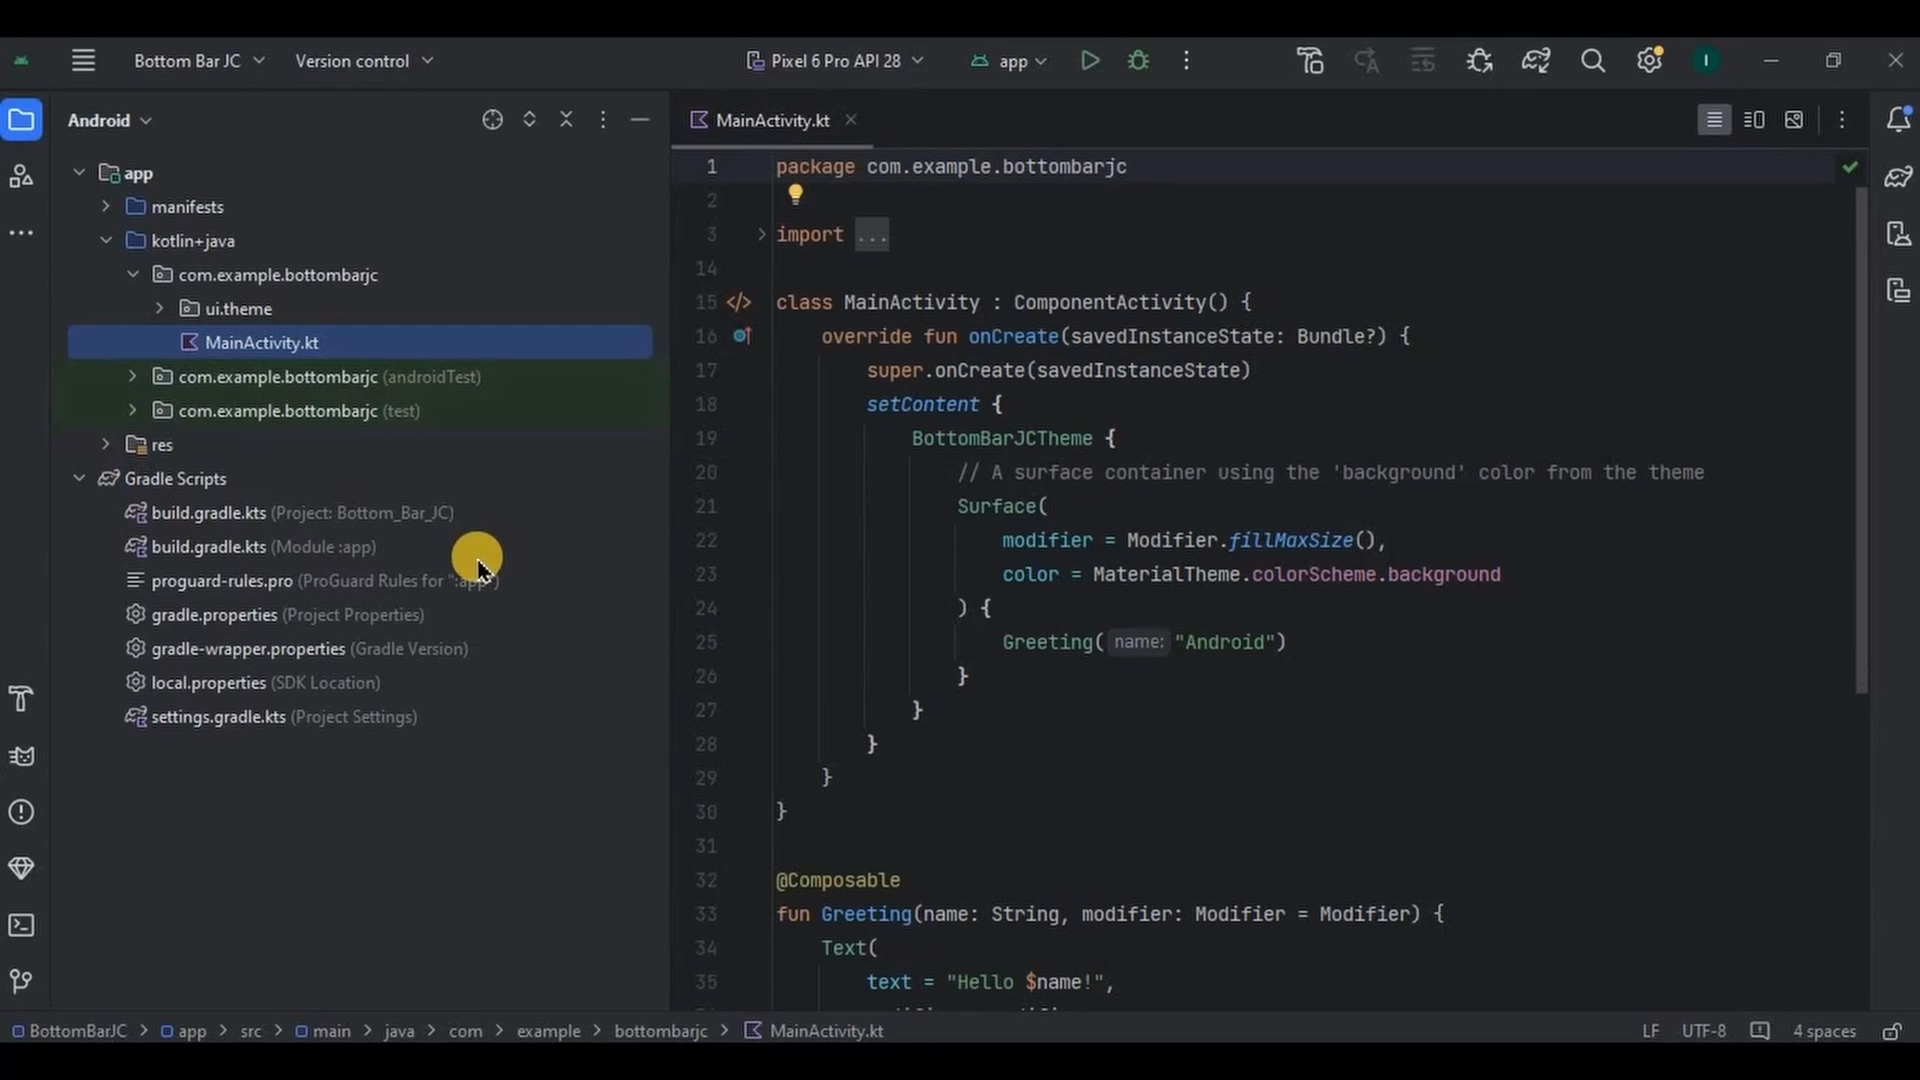 Bottom Bar JC
Version control
Pixel 6 Pro API 28
app
I
Android
MainActivity.kt
app
manifests
kotlin+java
com.example.bottombarjc
ui.theme
MainActivity.kt
com.example.bottombarjc (androidTest)
com.example.bottombarjc (test)
res
Gradle Scripts
build.gradle.kts (Project: Bottom_Bar_JC)
build.gradle.kts (Module :app)
proguard-rules.pro (ProGuard Rules for ":app")
gradle.properties (Project Properties)
gradle-wrapper.properties (Gradle Version)
local.properties (SDK Location)
settings.gradle.kts (Project Settings)
1 package com.example.bottombarjc
2
3 import ...
14
15 class MainActivity : ComponentActivity() {
16 override fun onCreate(savedInstanceState: Bundle?) {
17 super.onCreate(savedInstanceState)
18 setContent {
19 BottomBarJCTheme {
20 // A surface container using the 'background' color from the theme
21 Surface(
22 modifier = Modifier.fillMaxSize(),
23 color = MaterialTheme.colorScheme.background
24 ) {
25 Greeting( name: "Android")
26 }
27 }
28 }
29 }
30 }
31
32 @Composable
33 fun Greeting(name: String, modifier: Modifier = Modifier) {
34 Text(
35 text = "Hello $name!",
BottomBarJC > app > src > main > java > com > example > bottombarjc > MainActivity.kt
LF UTF-8 4 spaces